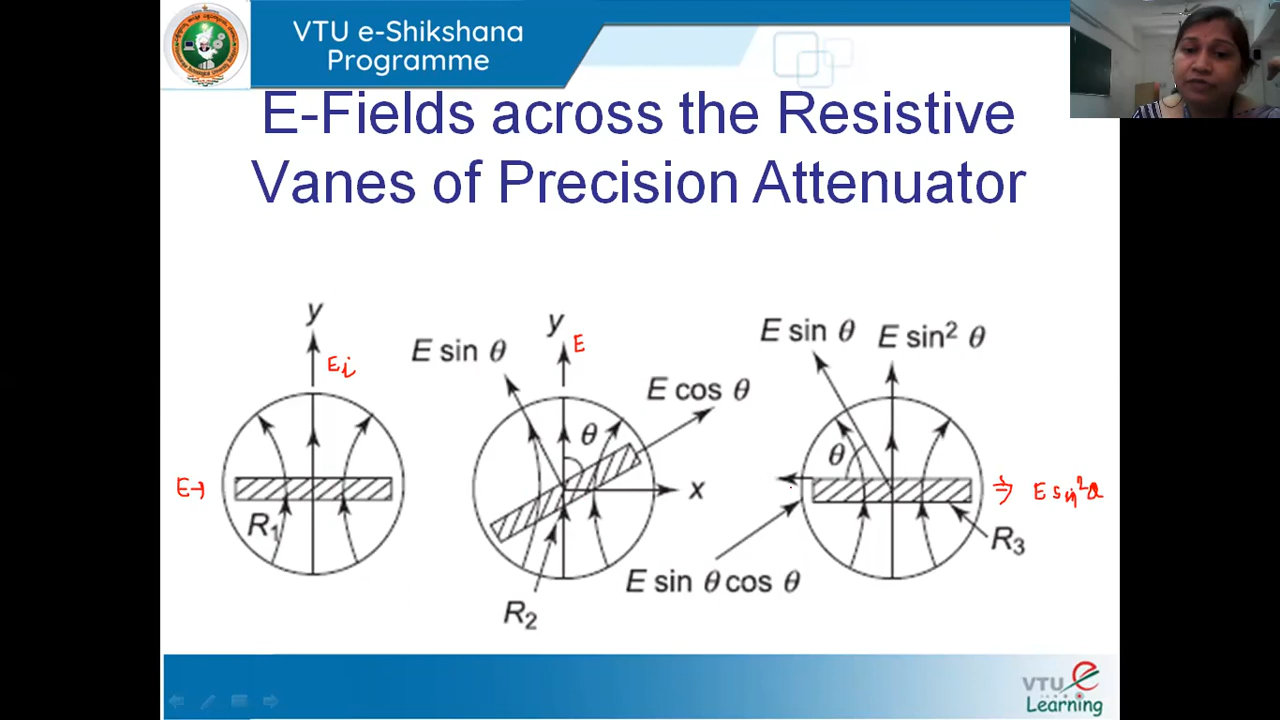 VTU e-Shikshana
Programme
E-Fields across the Resistive
Vanes of Precision Attenuator
y
Ei
E→
R1
y
E
E sin θ
E cos θ
θ
x
R2
E sin θ
E sin² θ
θ
⇒ E sin²θ
R3
E sin θ cos θ
VTU e
Learning